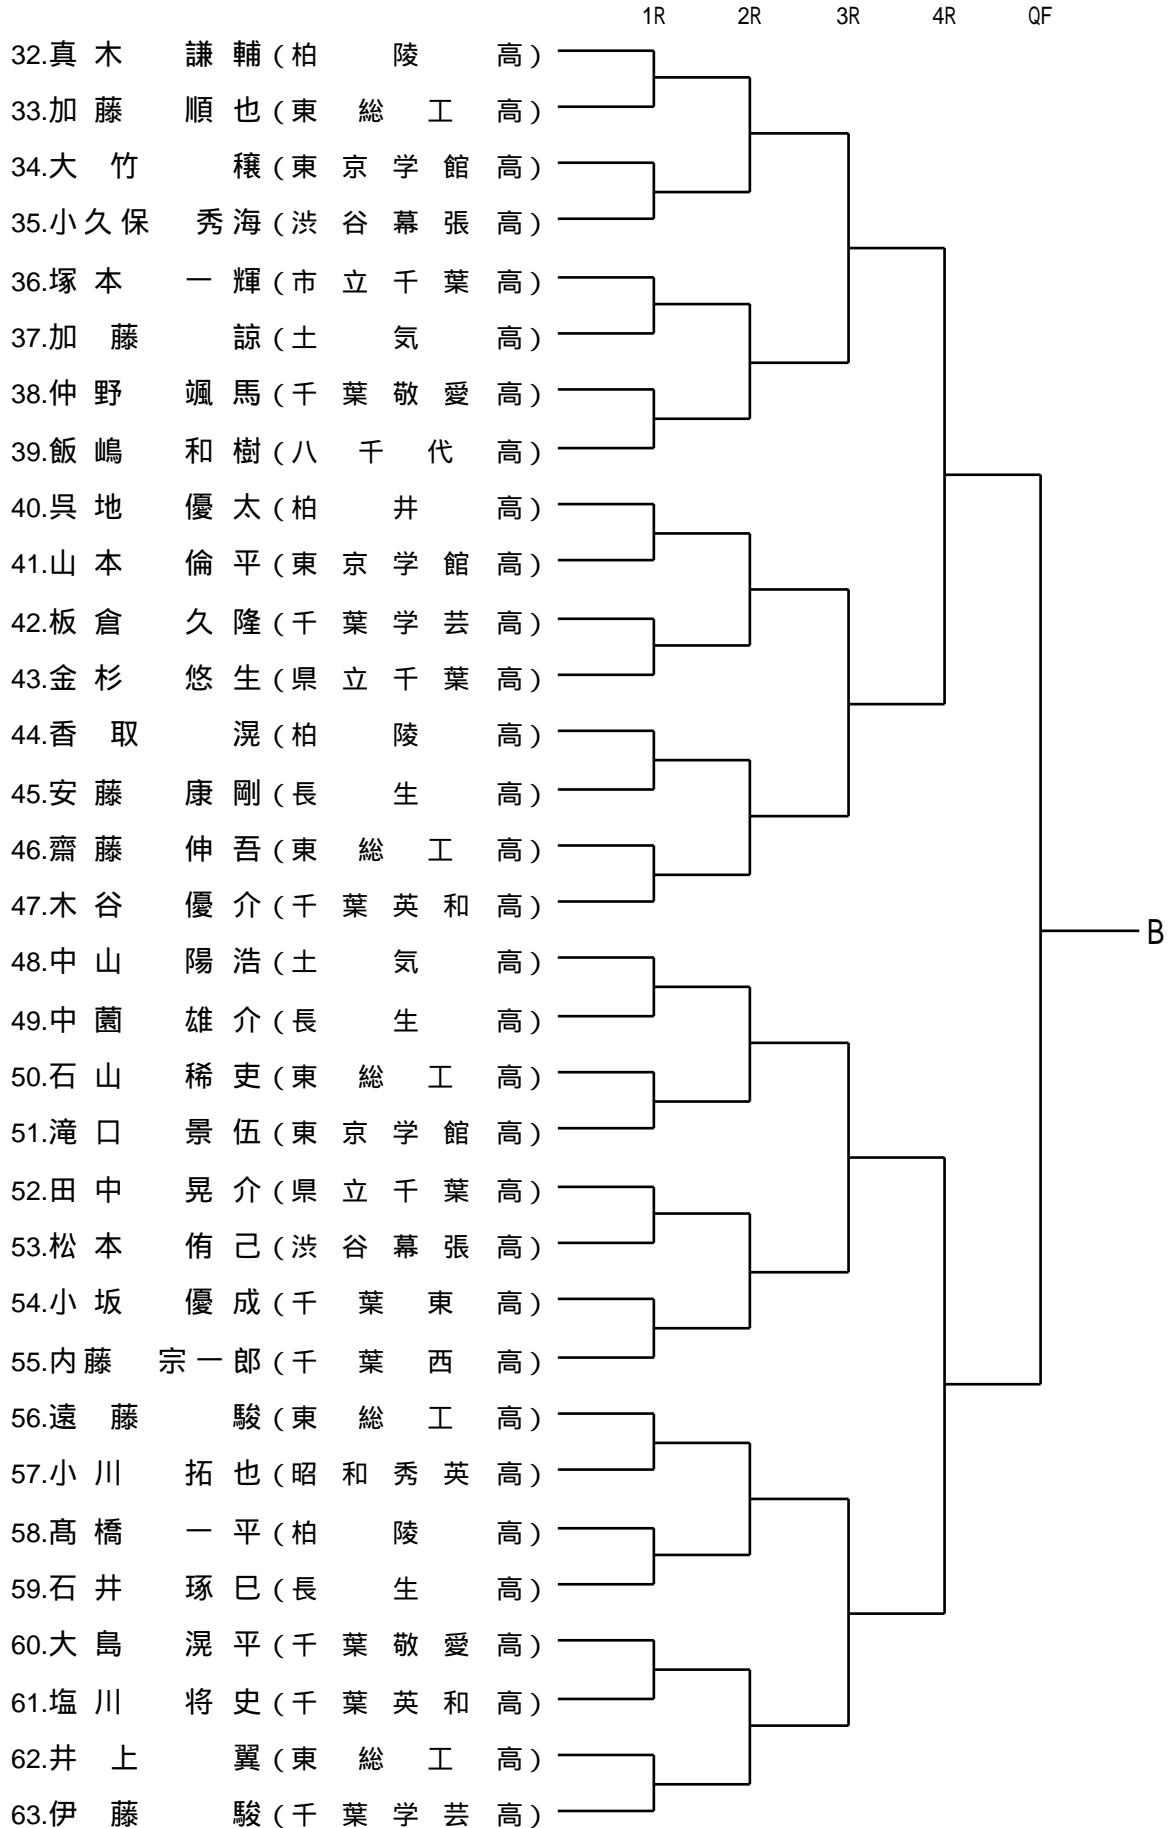 1R 2R 3R 4R QF
32.真木 謙輔(柏陵高)
33.加藤 順也(東総工高)
34.大竹 穣(東京学館高)
35.小久保 秀海(渋谷幕張高)
36.塚本 一輝(市立千葉高)
37.加藤 諒(土気高)
38.仲野 颯馬(千葉敬愛高)
39.飯嶋 和樹(八千代高)
40.呉地 優太(柏井高)
41.山本 倫平(東京学館高)
42.板倉 久隆(千葉学芸高)
43.金杉 悠生(県立千葉高)
44.香取 滉(柏陵高)
45.安藤 康剛(長生高)
46.齋藤 伸吾(東総工高)
47.木谷 優介(千葉英和高)
B
48.中山 陽浩(土気高)
49.中薗 雄介(長生高)
50.石山 稀吏(東総工高)
51.滝口 景伍(東京学館高)
52.田中 晃介(県立千葉高)
53.松本 侑己(渋谷幕張高)
54.小坂 優成(千葉東高)
55.内藤 宗一郎(千葉西高)
56.遠藤 駿(東総工高)
57.小川 拓也(昭和秀英高)
58.髙橋 一平(柏陵高)
59.石井 琢巳(長生高)
60.大島 滉平(千葉敬愛高)
61.塩川 将史(千葉英和高)
62.井上 翼(東総工高)
63.伊藤 駿(千葉学芸高)